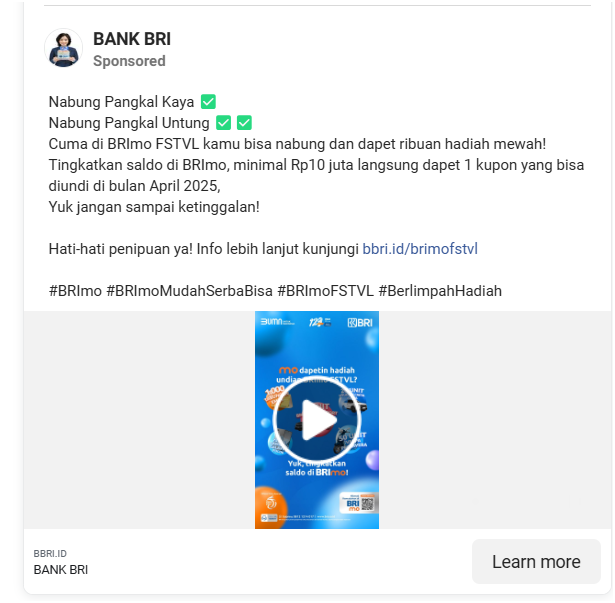 BANK BRI
Sponsored
Nabung Pangkal Kaya ✅
Nabung Pangkal Untung ✅ ✅
Cuma di BRImo FSTVL kamu bisa nabung dan dapet ribuan hadiah mewah!
Tingkatkan saldo di BRImo, minimal Rp10 juta langsung dapet 1 kupon yang bisa
diundi di bulan April 2025,
Yuk jangan sampai ketinggalan!
Hati-hati penipuan ya! Info lebih lanjut kunjungi bbri.id/brimofstvl
#BRImo #BRImoMudahSerbaBisa #BRImoFSTVL #BerlimpahHadiah
BUMN
BRI
mo dapetin hadiah
FSTVL?
1.000
UNIT
Yuk, tingkatkan
saldo di BRImo!
BRI
mo
BBRI.ID
BANK BRI
Learn more